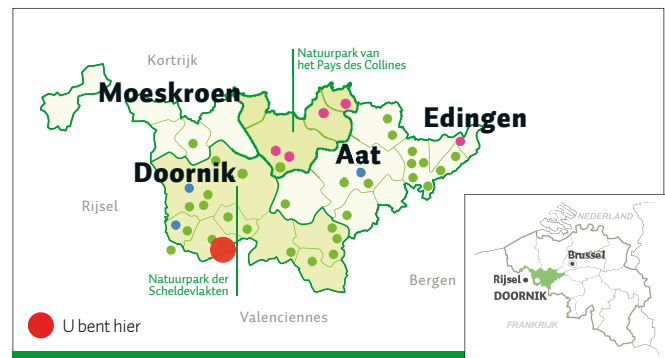 Natuurpark van
het Pays des Collines
Kortrijk
Moeskroen
Edingen
Aat
Doornik
Rijsel
Natuurpark der
Scheldevlakten
Bergen
Valenciennes
U bent hier
NEDERLAND
Brussel
Rijsel
DOORNIK
FRANKRIJK